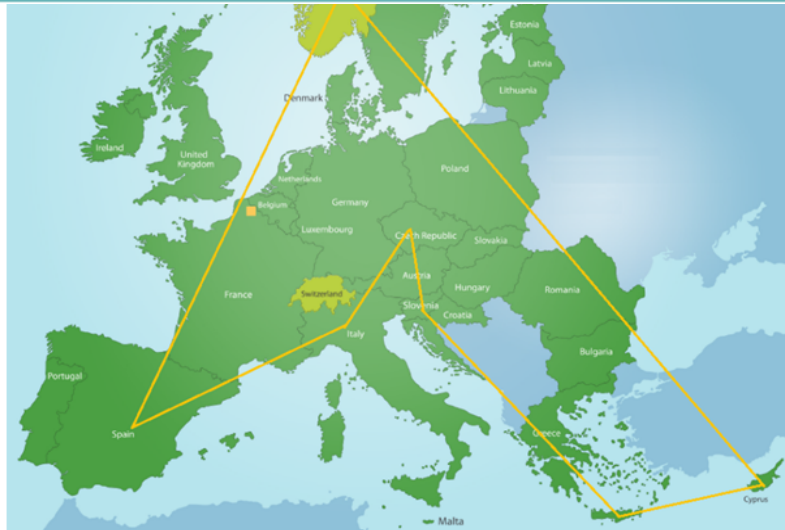 Estonia
Latvia
Lithuania
Denmark
Ireland
United
Kingdom
Netherlands
Poland
Belgium
Germany
Luxembourg
Czech Republic
Slovakia
Austria
Hungary
France
Switzerland
Slovenia
Romania
Croatia
Italy
Bulgaria
Portugal
Spain
Greece
Cyprus
Malta